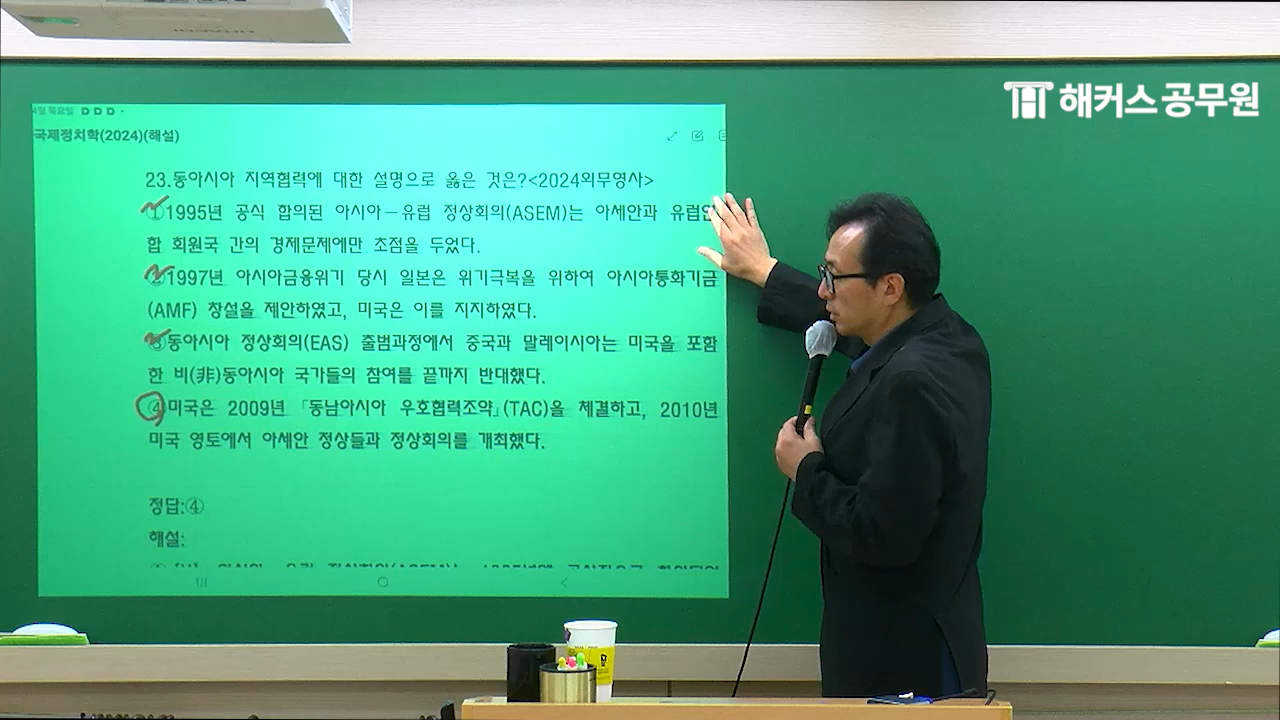 해커스공무원
4일 목요일 D D D ·
국제정치학(2024)(해설)
23.동아시아 지역협력에 대한 설명으로 옳은 것은?<2024외무영사>
①1995년 공식 합의된 아시아-유럽 정상회의(ASEM)는 아세안과 유럽연
합 회원국 간의 경제문제에만 초점을 두었다.
②1997년 아시아금융위기 당시 일본은 위기극복을 위하여 아시아통화기금
(AMF) 창설을 제안하였고, 미국은 이를 지지하였다.
③동아시아 정상회의(EAS) 출범과정에서 중국과 말레이시아는 미국을 포함
한 비(非)동아시아 국가들의 참여를 끝까지 반대했다.
④미국은 2009년 「동남아시아 우호협력조약」(TAC)을 체결하고, 2010년
미국 영토에서 아세안 정상들과 정상회의를 개최했다.
정답:④
해설:
HITACHI